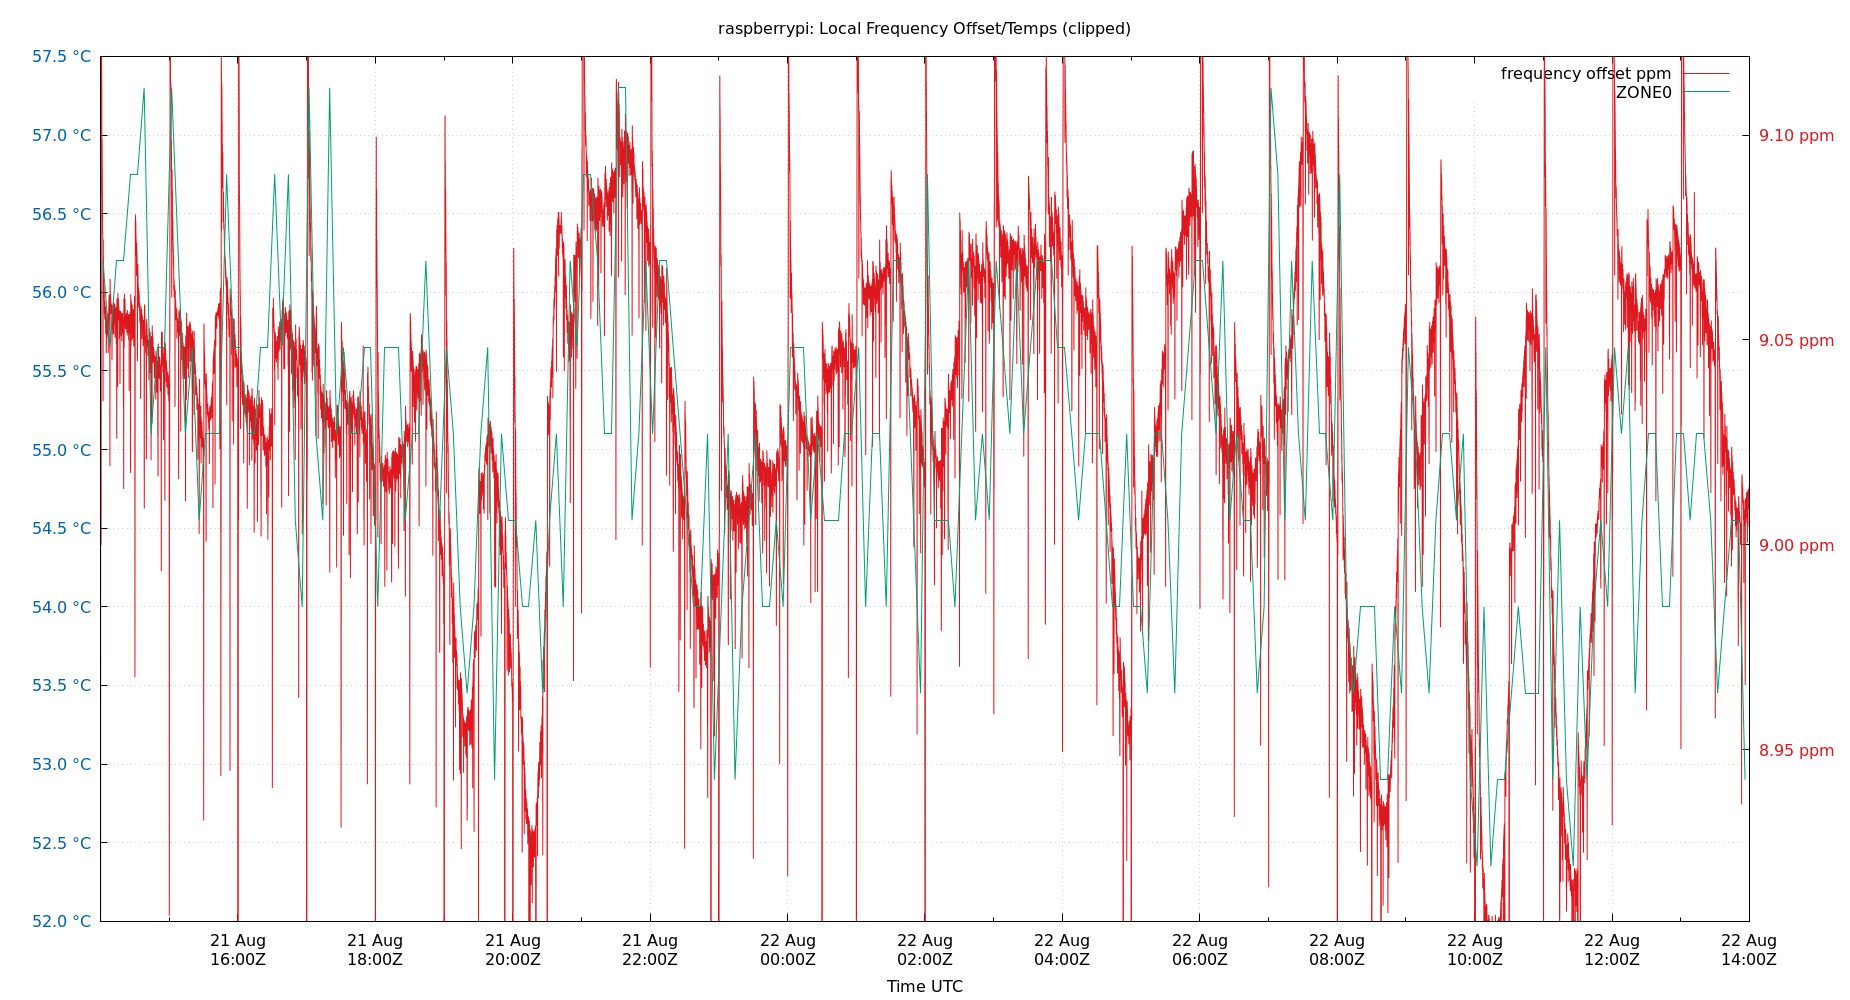 raspberrypi: Local Frequency Offset/Temps (clipped)
57.5 °C
57.0 °C
56.5 °C
56.0 °C
55.5 °C
55.0 °C
54.5 °C
54.0 °C
53.5 °C
53.0 °C
52.5 °C
52.0 °C
frequency offset ppm
ZONE0
9.10 ppm
9.05 ppm
9.00 ppm
8.95 ppm
21 Aug
16:00Z
21 Aug
18:00Z
21 Aug
20:00Z
21 Aug
22:00Z
22 Aug
00:00Z
22 Aug
02:00Z
22 Aug
04:00Z
22 Aug
06:00Z
22 Aug
08:00Z
22 Aug
10:00Z
22 Aug
12:00Z
22 Aug
14:00Z
Time UTC